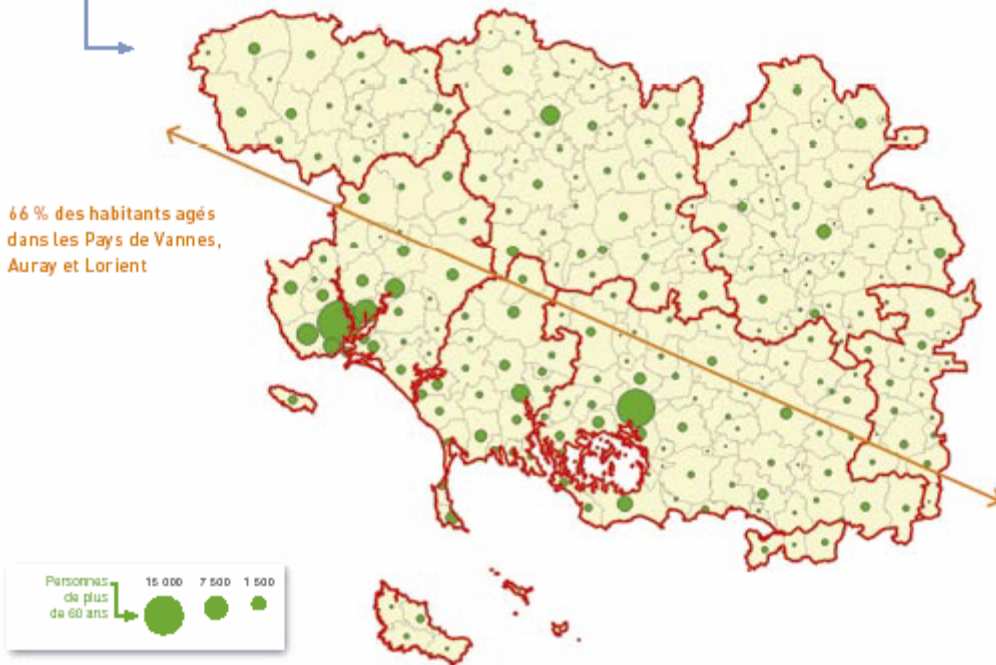 66 % des habitants agés
dans les Pays de Vannes,
Auray et Lorient
Personnes
de plus
de 60 ans
15 000 7 500 1 500